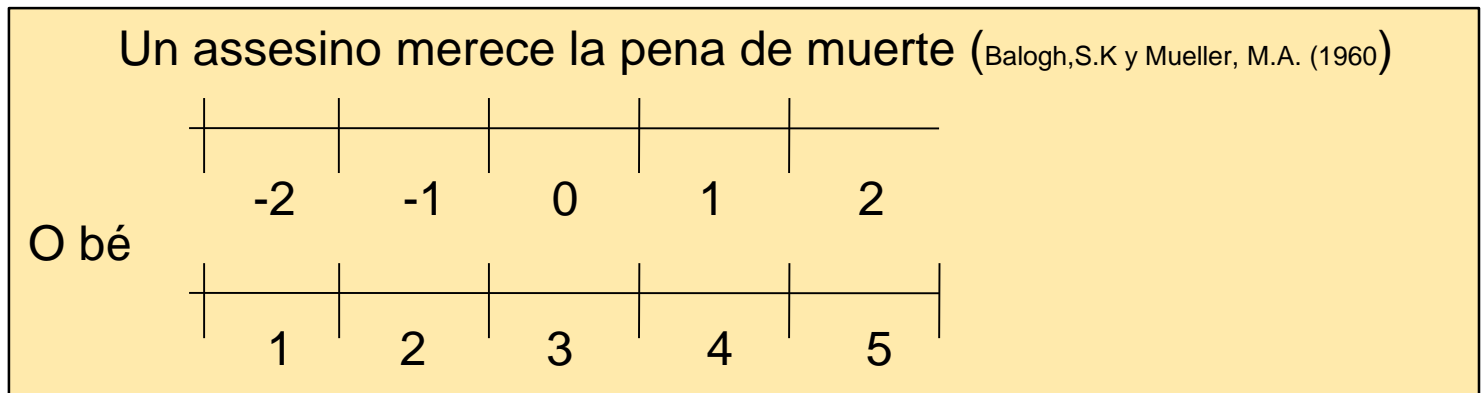 Un assesino merece la pena de muerte (Balogh,S.K y Mueller, M.A. (1960)
-2 -1 0 1 2
O bé
1 2 3 4 5